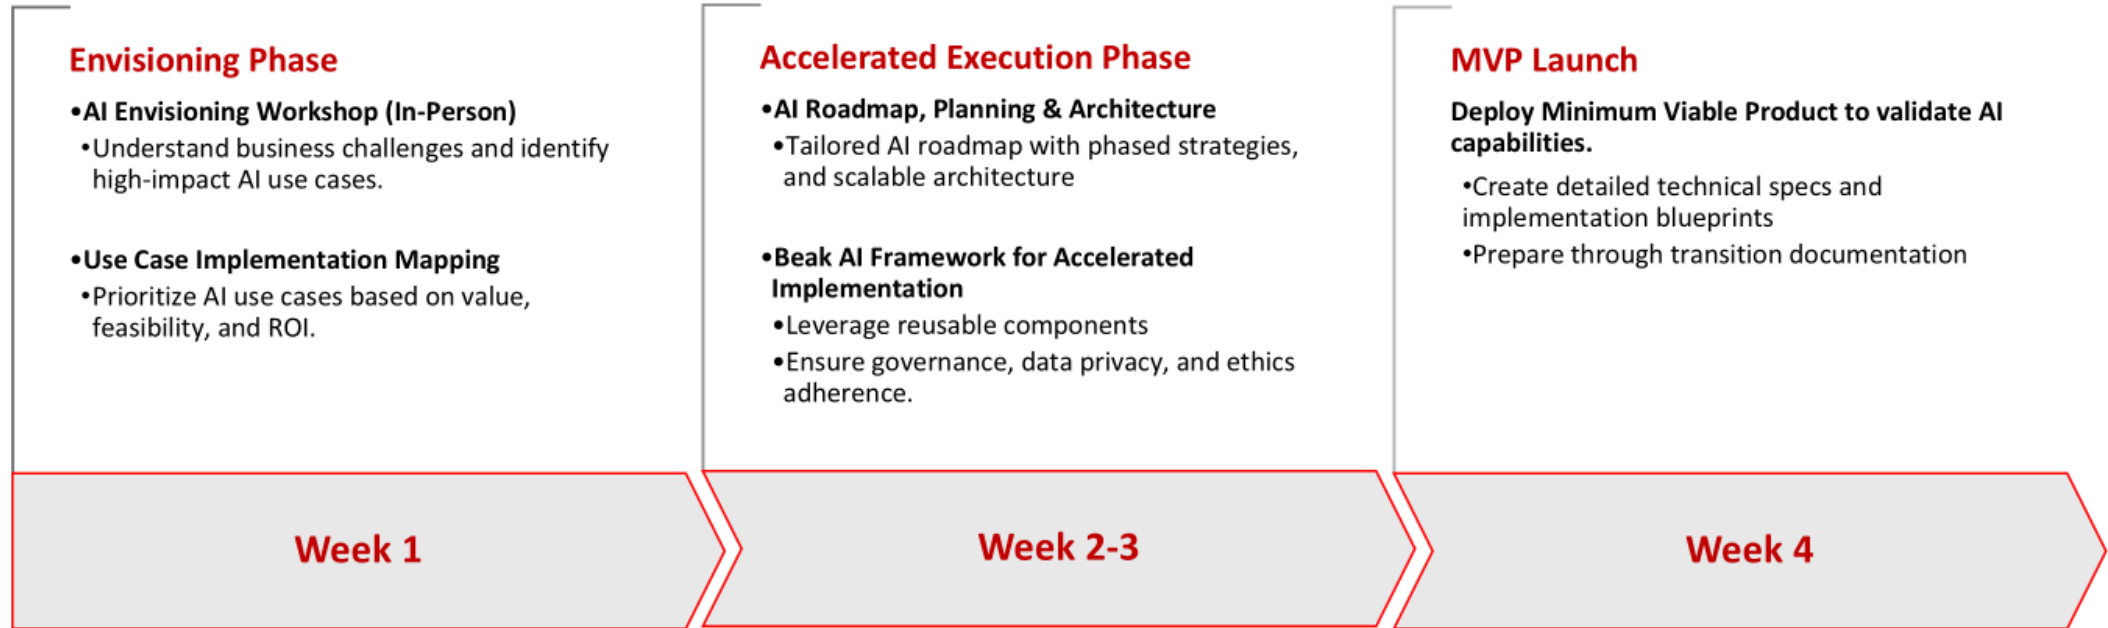 Envisioning Phase
•AI Envisioning Workshop (In-Person)
•Understand business challenges and identify
high-impact AI use cases.
•Use Case Implementation Mapping
•Prioritize AI use cases based on value,
feasibility, and ROI.
Week 1
Accelerated Execution Phase
•AI Roadmap, Planning & Architecture
•Tailored AI roadmap with phased strategies,
and scalable architecture
•Beak AI Framework for Accelerated
Implementation
•Leverage reusable components
•Ensure governance, data privacy, and ethics
adherence.
Week 2-3
MVP Launch
Deploy Minimum Viable Product to validate AI
capabilities.
•Create detailed technical specs and
implementation blueprints
•Prepare through transition documentation
Week 4